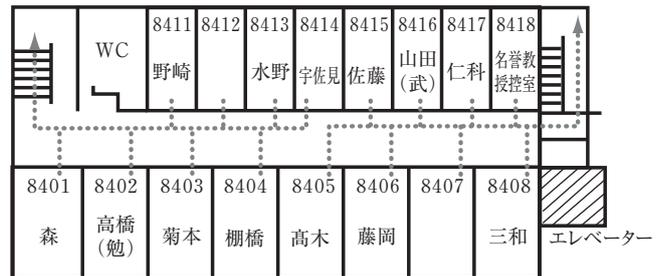 8411 8412 8413 8414 8415 8416 8417 8418
WC
野崎 水野 宇佐見 佐藤 山田(武) 仁科 名誉教授控室
8401 8402 8403 8404 8405 8406 8407 8408
森 高橋(勉) 菊本 棚橋 髙木 藤岡 三和 エレベーター